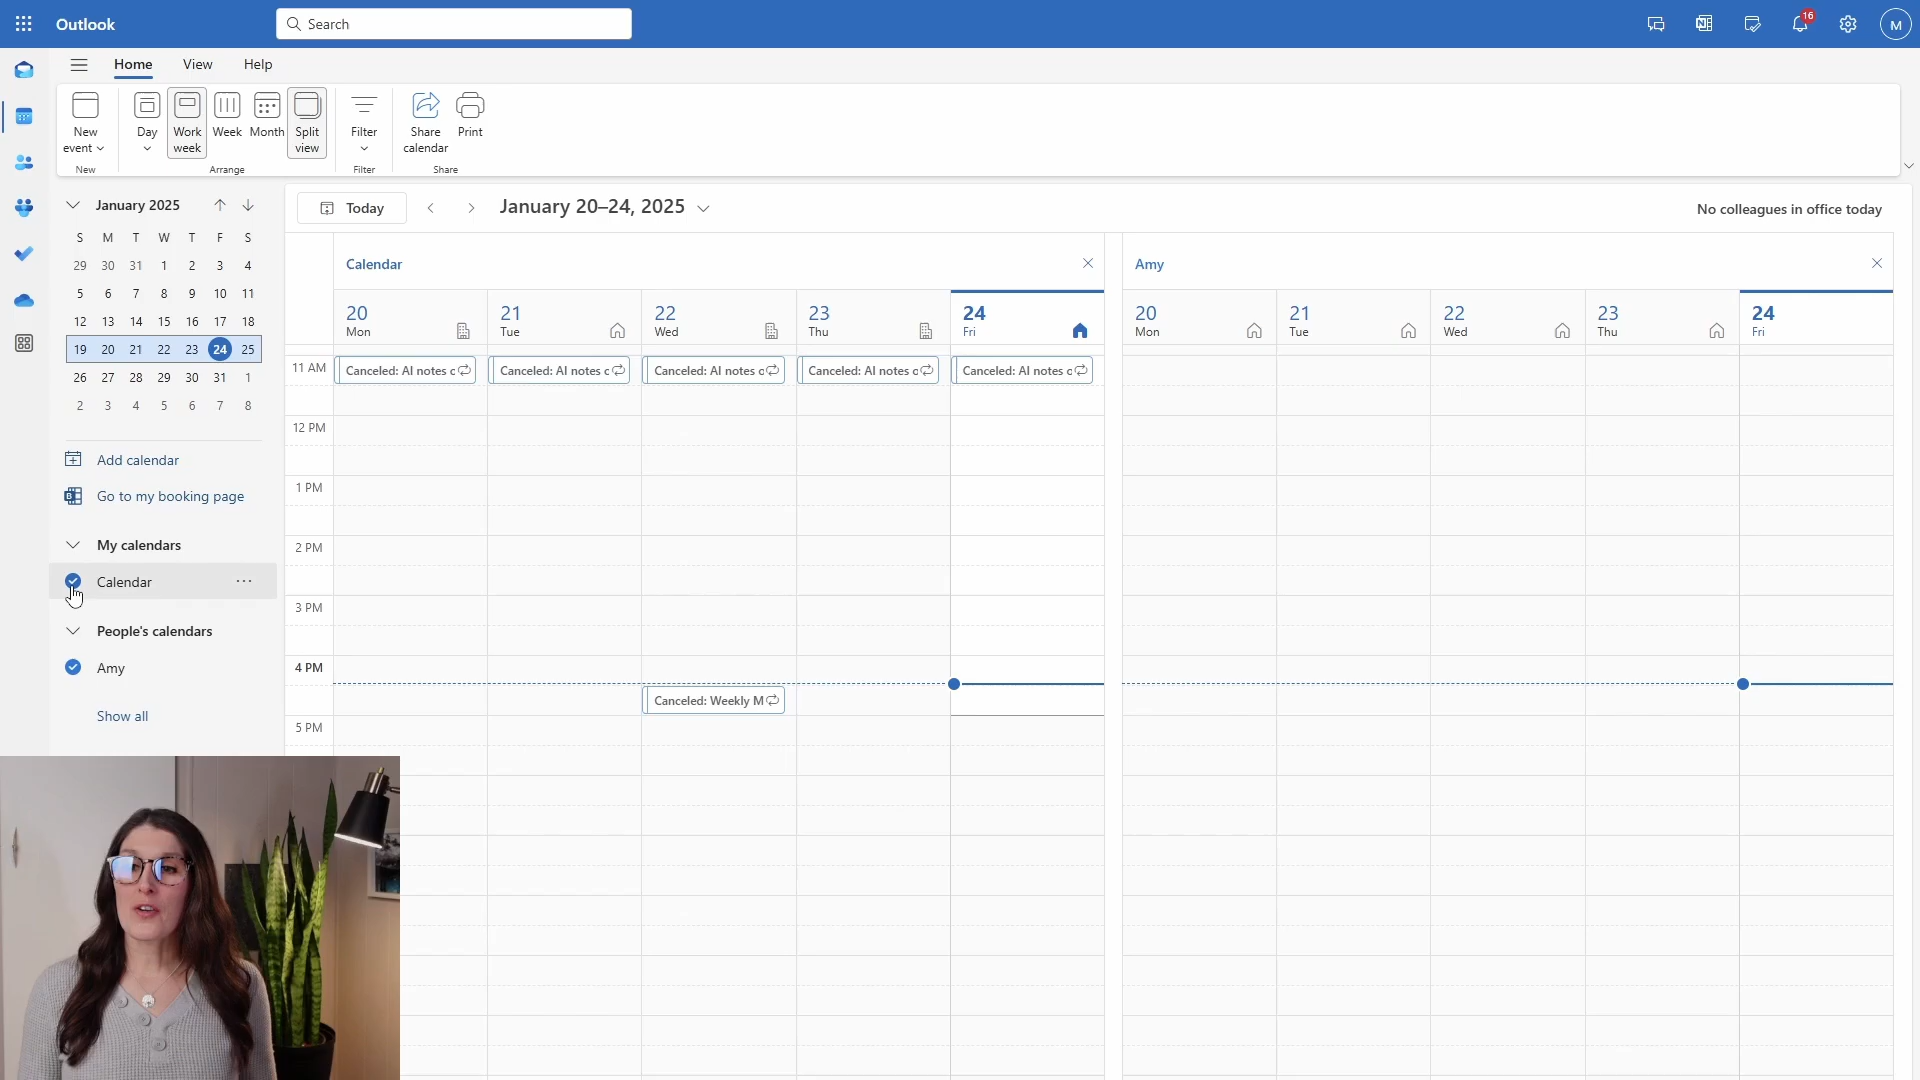 Outlook
Search
16
M
Home View Help
New event
Day
Work week
Week
Month
Split view
Filter
Share calendar
Print
New
Arrange
Filter
Share
January 2025
S M T W T F S
29 30 31 1 2 3 4
5 6 7 8 9 10 11
12 13 14 15 16 17 18
19 20 21 22 23 24 25
26 27 28 29 30 31 1
2 3 4 5 6 7 8
Add calendar
B
Go to my booking page
My calendars
Calendar
People's calendars
Amy
Show all
Today
January 20–24, 2025
No colleagues in office today
Calendar
20 Mon
21 Tue
22 Wed
23 Thu
24 Fri
Amy
20 Mon
21 Tue
22 Wed
23 Thu
24 Fri
11 AM
Canceled: AI notes c
Canceled: AI notes c
Canceled: AI notes c
Canceled: AI notes c
Canceled: AI notes c
12 PM
1 PM
2 PM
3 PM
4 PM
Canceled: Weekly M
5 PM